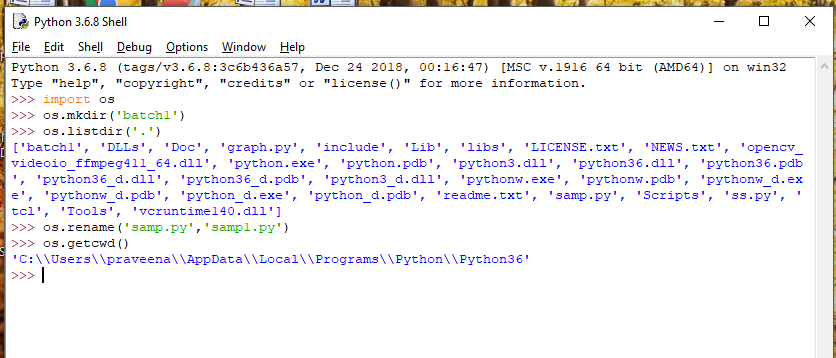 Python 3.6.8 Shell
File Edit Shell Debug Options Window Help
Python 3.6.8 (tags/v3.6.8:3c6b436a57, Dec 24 2018, 00:16:47) [MSC v.1916 64 bit (AMD64)] on win32
Type "help", "copyright", "credits" or "license()" for more information.
>>> import os
>>> os.mkdir('batch1')
>>> os.listdir('.')
['batch1', 'DLLs', 'Doc', 'graph.py', 'include', 'Lib', 'libs', 'LICENSE.txt', 'NEWS.txt', 'opencv_
videoio_ffmpeg411_64.dll', 'python.exe', 'python.pdb', 'python3.dll', 'python36.dll', 'python36.pdb
', 'python36_d.dll', 'python36_d.pdb', 'python3_d.dll', 'pythonw.exe', 'pythonw.pdb', 'pythonw_d.ex
e', 'pythonw_d.pdb', 'python_d.exe', 'python_d.pdb', 'readme.txt', 'samp.py', 'Scripts', 'ss.py', '
tcl', 'Tools', 'vcruntime140.dll']
>>> os.rename('samp.py','samp1.py')
>>> os.getcwd()
'C:\\Users\\praveena\\AppData\\Local\\Programs\\Python\\Python36'
>>>